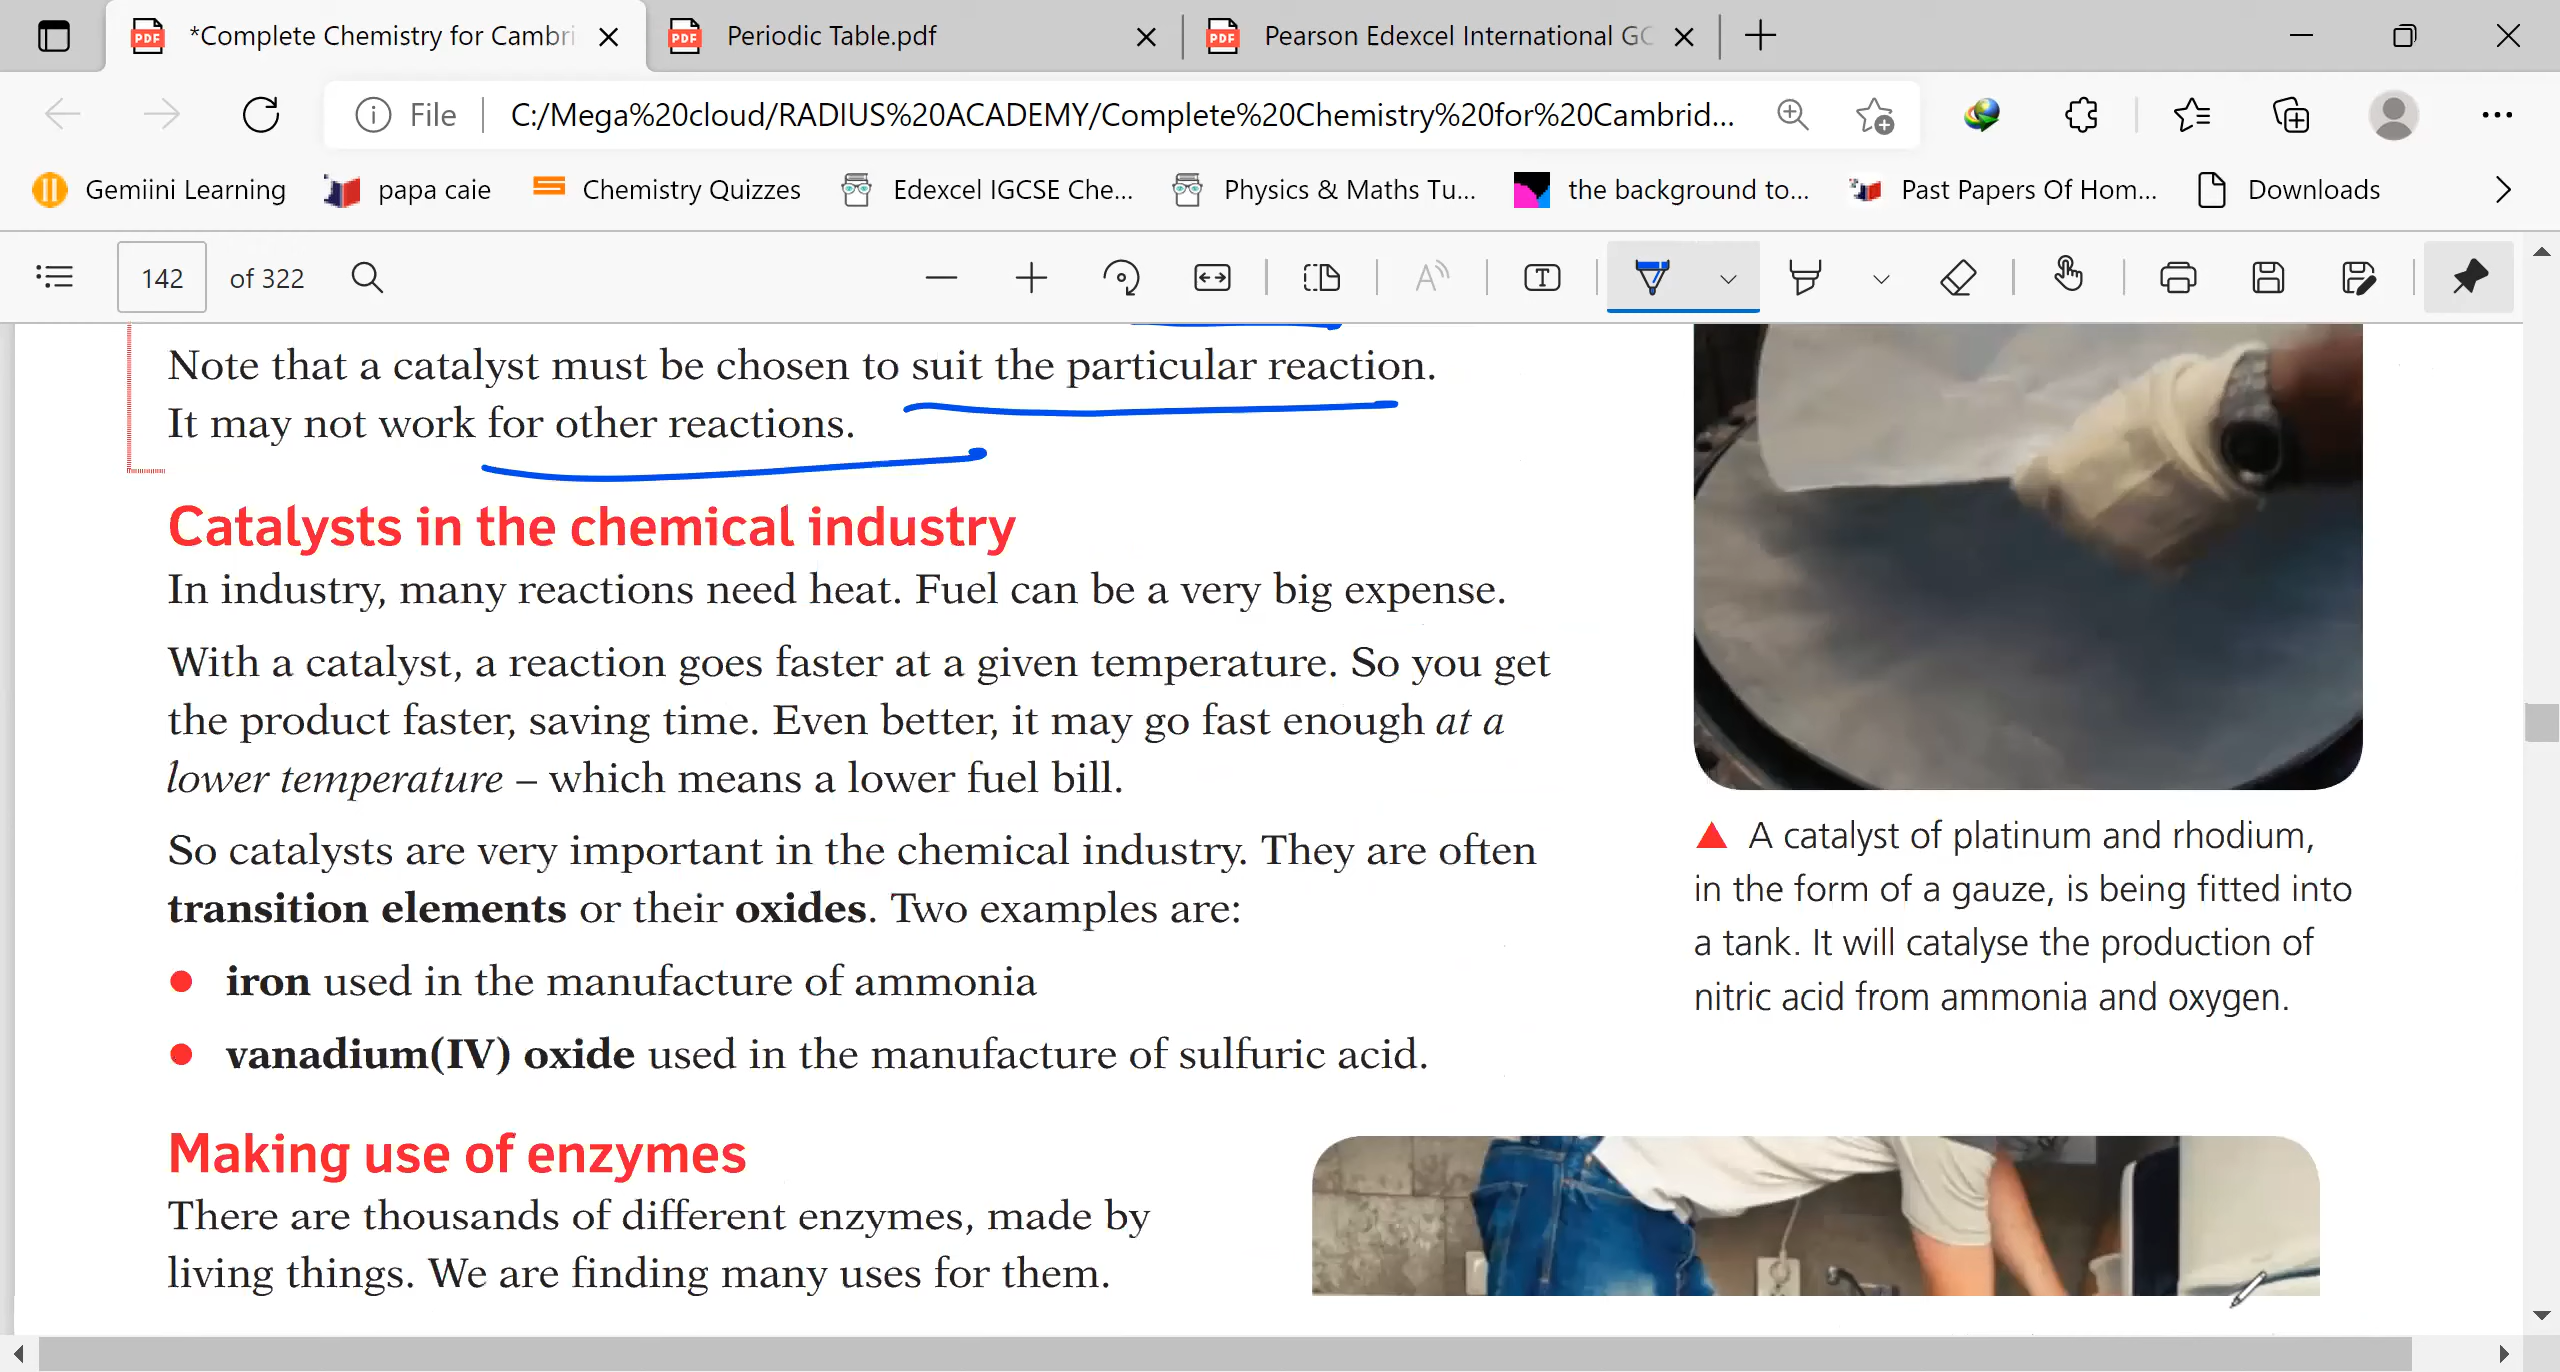 *Complete Chemistry for Cambri
Periodic Table.pdf
Pearson Edexcel International GC
File
C:/Mega%20cloud/RADIUS%20ACADEMY/Complete%20Chemistry%20for%20Cambrid...
Gemiini Learning
papa caie
Chemistry Quizzes
Edexcel IGCSE Che...
Physics & Maths Tu...
the background to...
Past Papers Of Hom...
Downloads
142 of 322
Note that a catalyst must be chosen to suit the particular reaction.
It may not work for other reactions.
Catalysts in the chemical industry
In industry, many reactions need heat. Fuel can be a very big expense.
With a catalyst, a reaction goes faster at a given temperature. So you get
the product faster, saving time. Even better, it may go fast enough at a
lower temperature – which means a lower fuel bill.
So catalysts are very important in the chemical industry. They are often
transition elements or their oxides. Two examples are:
iron used in the manufacture of ammonia
vanadium(IV) oxide used in the manufacture of sulfuric acid.
A catalyst of platinum and rhodium,
in the form of a gauze, is being fitted into
a tank. It will catalyse the production of
nitric acid from ammonia and oxygen.
Making use of enzymes
There are thousands of different enzymes, made by
living things. We are finding many uses for them.